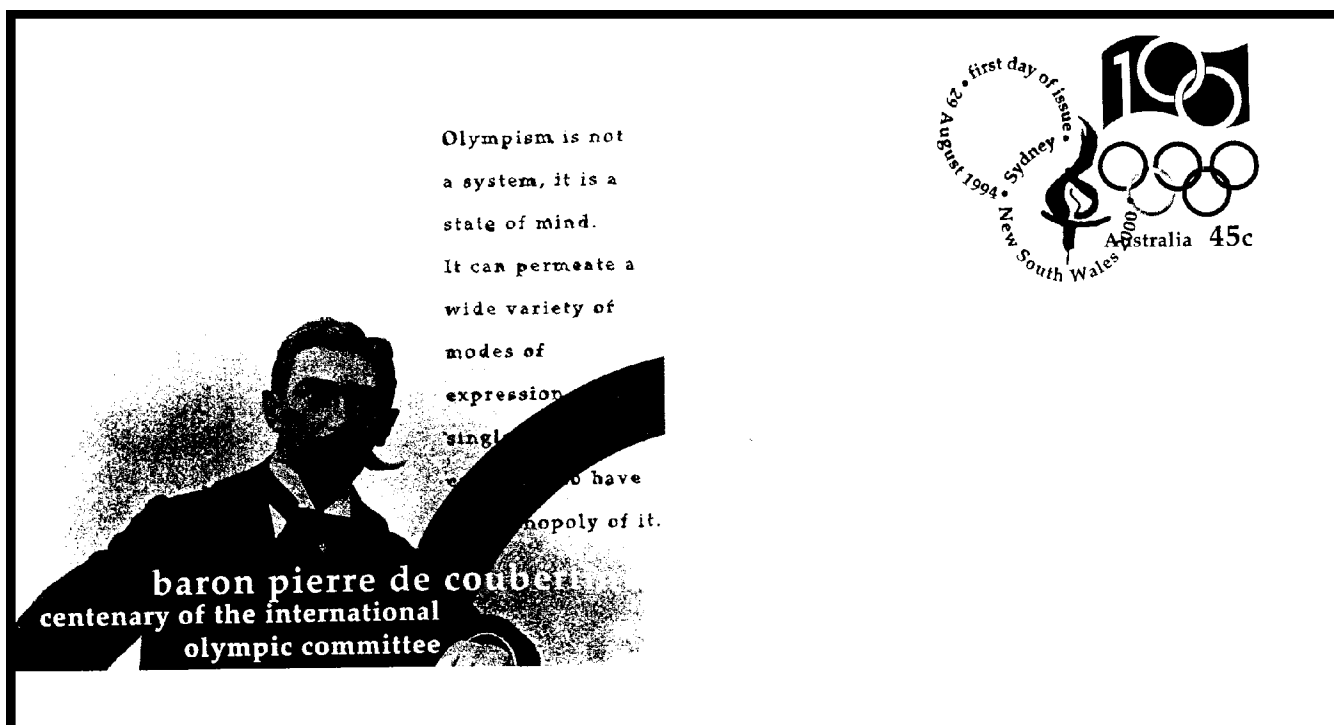 Olympism is not
a system, it is a
state of mind.
It can permeate a
wide variety of
modes of
expression
have
of it.
baron pierre de
centenary of the international
olympic committee
29 August 1994 • first day of issue •
Sydney
New South Wales 2000
100
Australia 45c